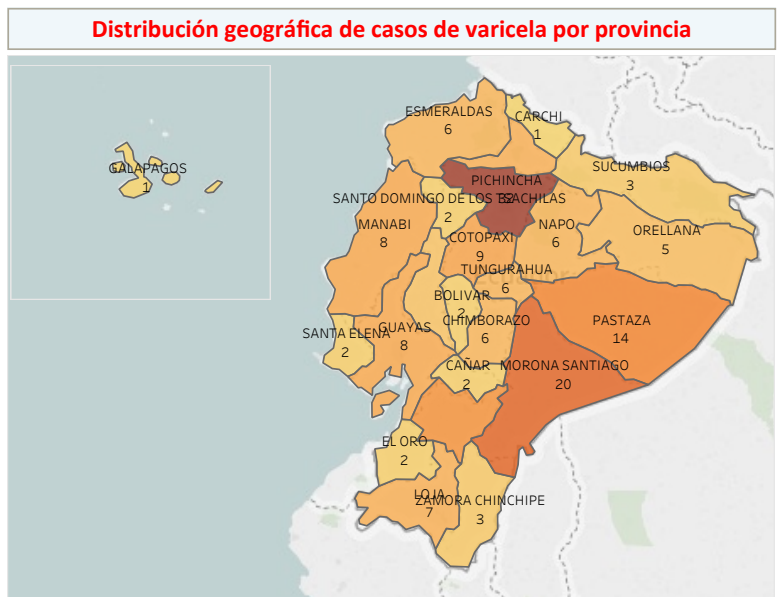 Distribución geográfica de casos de varicela por provincia
ESMERALDAS
6
CARCHI
1
GALAPAGOS
1
SUCUMBIOS
3
PICHINCHA
32
SANTO DOMINGO DE LOS TSACHILAS
2
MANABI
8
NAPO
6
ORELLANA
5
COTOPAXI
9
TUNGURAHUA
6
BOLIVAR
2
CHIMBORAZO
6
PASTAZA
14
SANTA ELENA
2
GUAYAS
8
CAÑAR
2
MORONA SANTIAGO
20
EL ORO
2
LOJA
7
ZAMORA CHINCHIPE
3